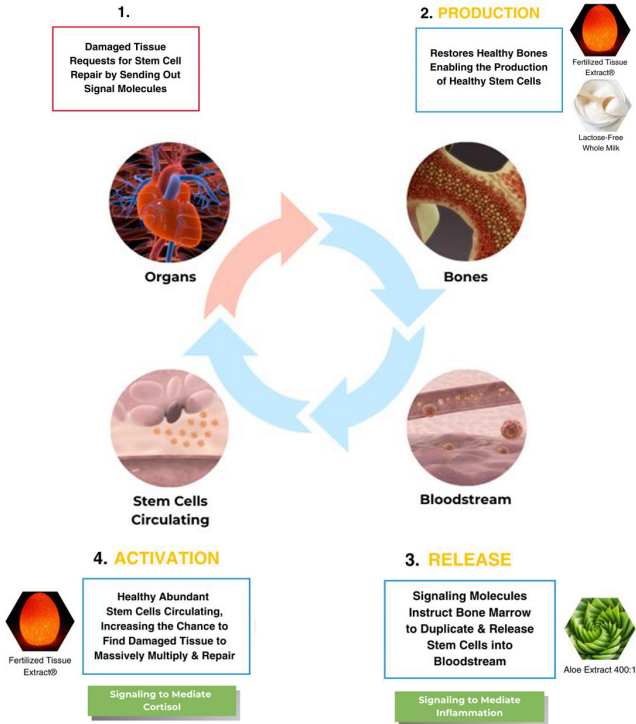 1.
Damaged Tissue
Requests for Stem Cell
Repair by Sending Out
Signal Molecules
2. PRODUCTION
Restores Healthy Bones
Enabling the Production
of Healthy Stem Cells
Fertilized Tissue
Extract®
Lactose-Free
Whole Milk
Organs
Bones
Stem Cells
Circulating
Bloodstream
4. ACTIVATION
Healthy Abundant
Stem Cells Circulating,
Increasing the Chance to
Find Damaged Tissue to
Massively Multiply & Repair
Fertilized Tissue
Extract®
Signaling to Mediate
Cortisol
3. RELEASE
Signaling Molecules
Instruct Bone Marrow
to Duplicate & Release
Stem Cells into
Bloodstream
Aloe Extract 400:1
Signaling to Mediate
Inflammation